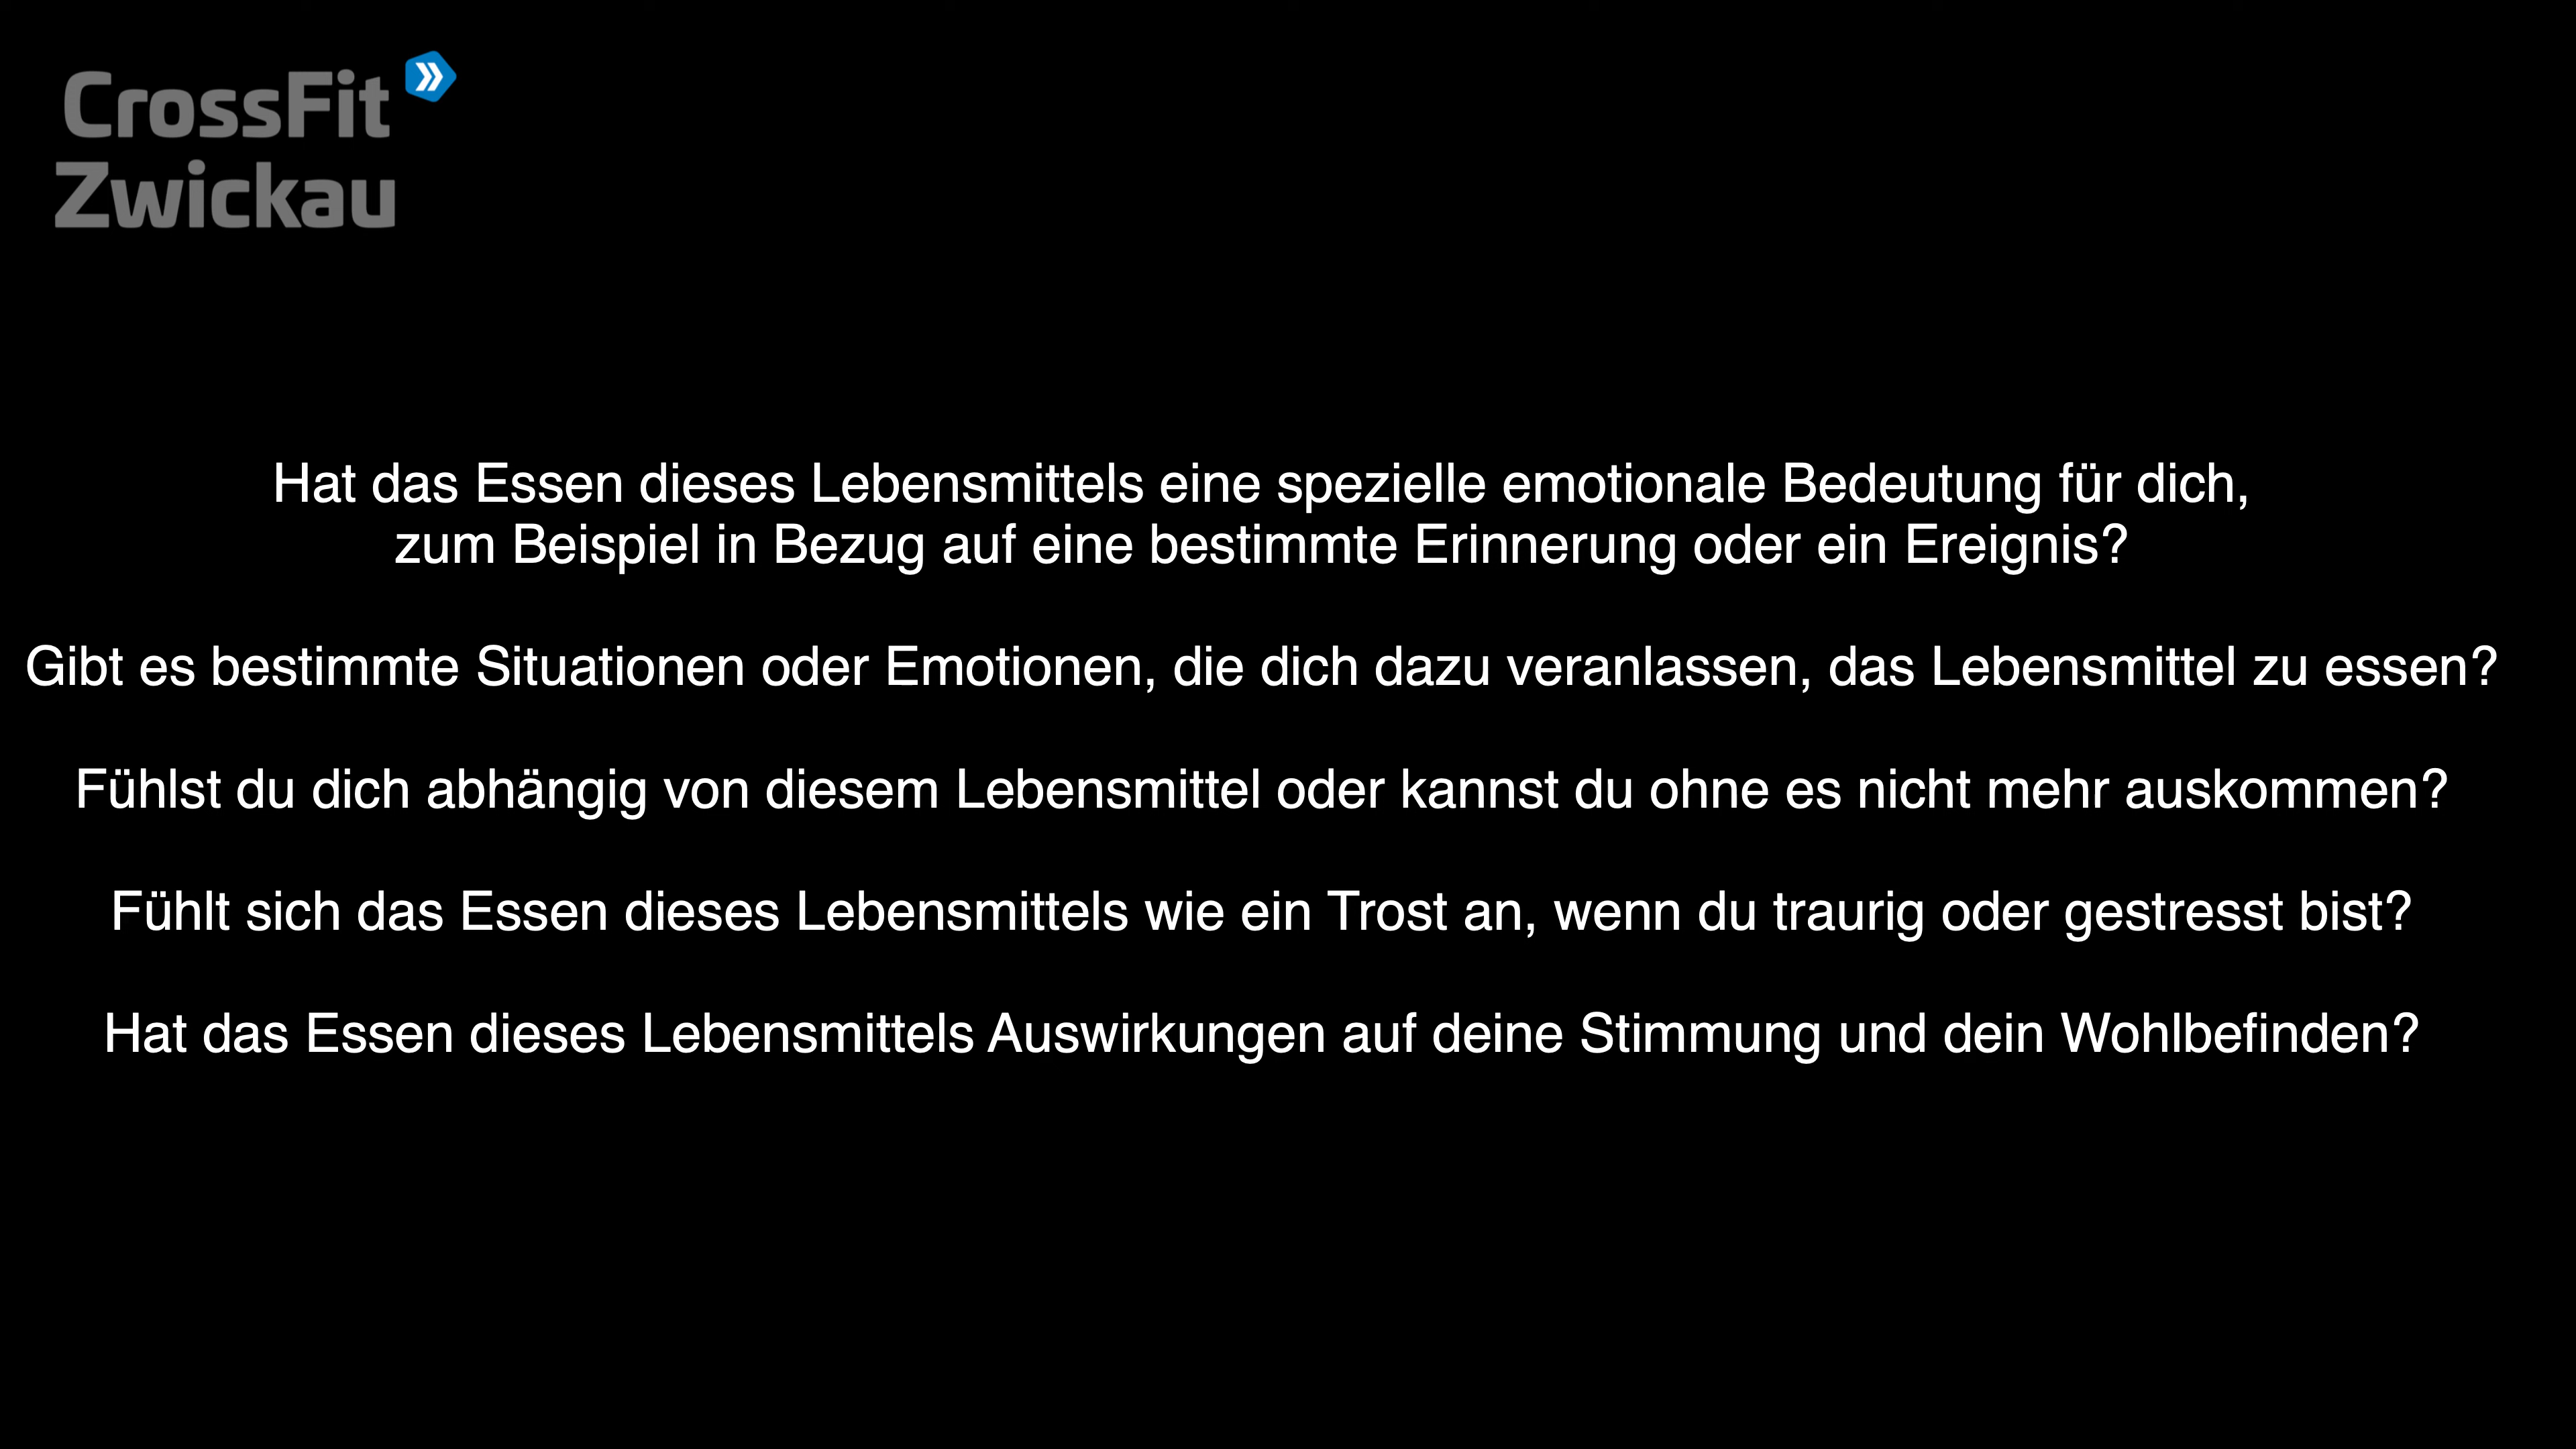 CrossFit
Zwickau
Hat das Essen dieses Lebensmittels eine spezielle emotionale Bedeutung für dich,
zum Beispiel in Bezug auf eine bestimmte Erinnerung oder ein Ereignis?
Gibt es bestimmte Situationen oder Emotionen, die dich dazu veranlassen, das Lebensmittel zu essen?
Fühlst du dich abhängig von diesem Lebensmittel oder kannst du ohne es nicht mehr auskommen?
Fühlt sich das Essen dieses Lebensmittels wie ein Trost an, wenn du traurig oder gestresst bist?
Hat das Essen dieses Lebensmittels Auswirkungen auf deine Stimmung und dein Wohlbefinden?